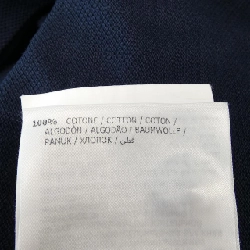 100% COTONE / COTTON / COTON /
ALGODÓN / ALGODÃO / BAUMWOLLE /
PAMUK / ХЛОПОК / قطن /